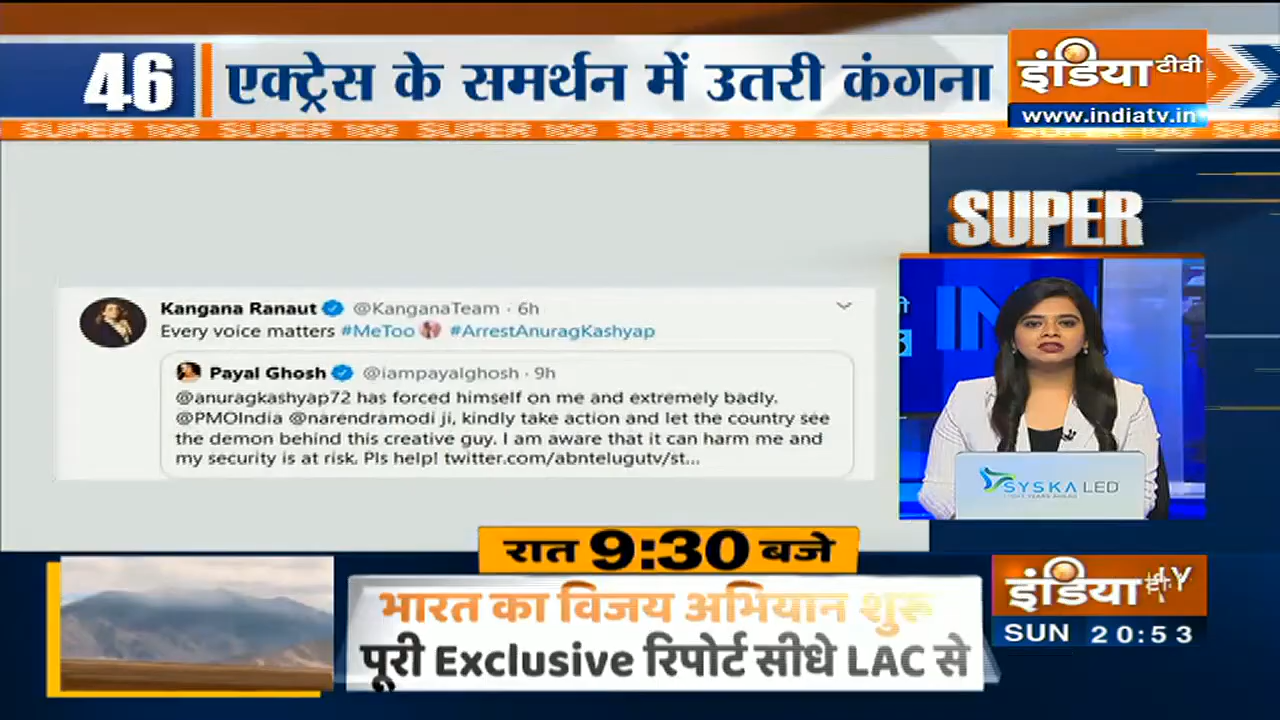 46
एक्ट्रेस के समर्थन में उतरी कंगना
इंडिया टीवी
www.indiatv.in
SUPER 100 SUPER 100 SUPER 100 SUPER 100 SUPER 100
SUPER
Kangana Ranaut @KanganaTeam · 6h
Every voice matters #MeToo #ArrestAnuragKashyap
Payal Ghosh @iampayalghosh · 9h
@anuragkashyap72 has forced himself on me and extremely badly.
@PMOIndia @narendramodi ji, kindly take action and let the country see
the demon behind this creative guy. I am aware that it can harm me and
my security is at risk. Pls help! twitter.com/abntelugutv/st...
SYSKA LED
रात 9:30 बजे
भारत का विजय अभियान शुरू
पूरी Exclusive रिपोर्ट सीधे LAC से
इंडिया
SUN 20:53